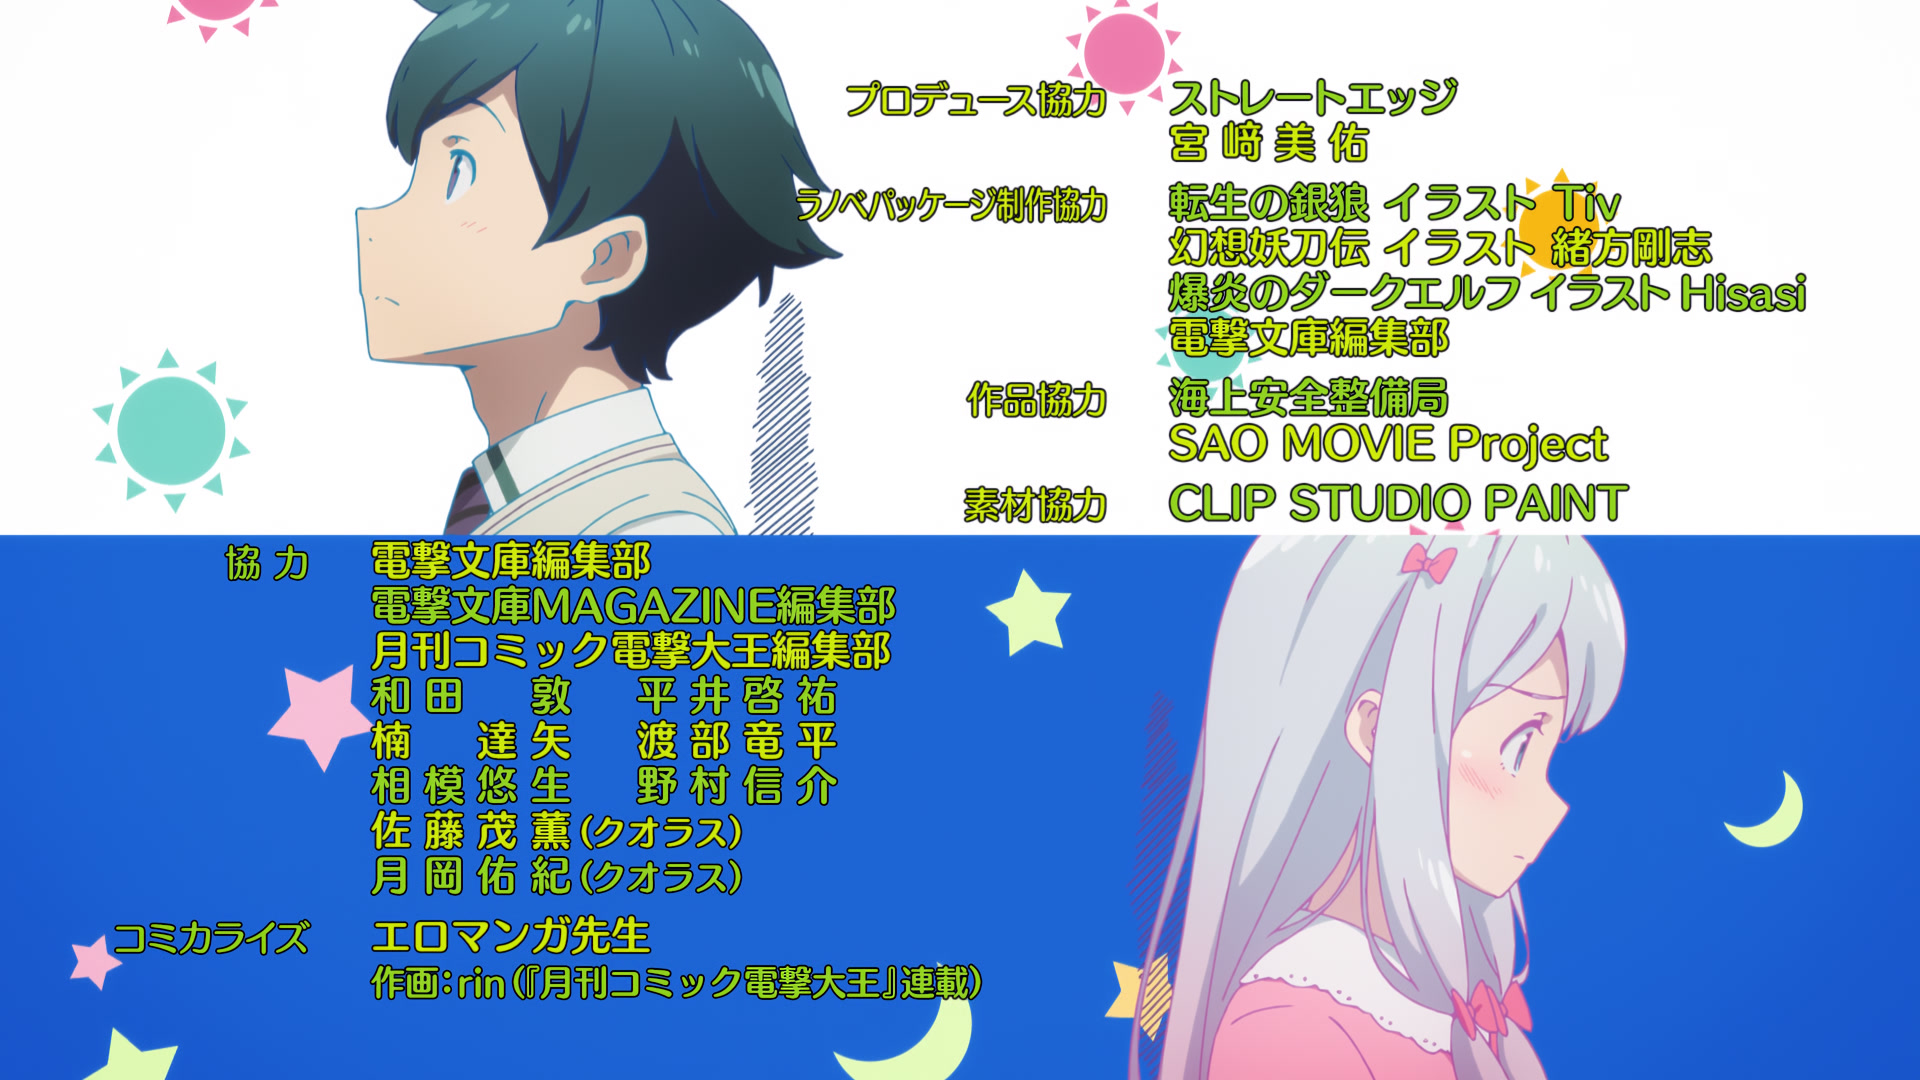 プロデュース協力 ストレートエッジ
宮﨑美佑
ラノベパッケージ制作協力 転生の銀狼 イラスト Tiv
幻想妖刀伝 イラスト 緒方剛志
爆炎のダークエルフ イラスト Hisasi
電撃文庫編集部
作品協力 海上安全整備局
SAO MOVIE Project
素材協力 CLIP STUDIO PAINT
協力 電撃文庫編集部
電撃文庫MAGAZINE編集部
月刊コミック電撃大王編集部
和田 敦 平井啓祐
楠 達矢 渡部竜平
相模悠生 野村信介
佐藤茂薫(クオラス)
月岡佑紀(クオラス)
コミカライズ エロマンガ先生
作画:rin(『月刊コミック電撃大王』連載)